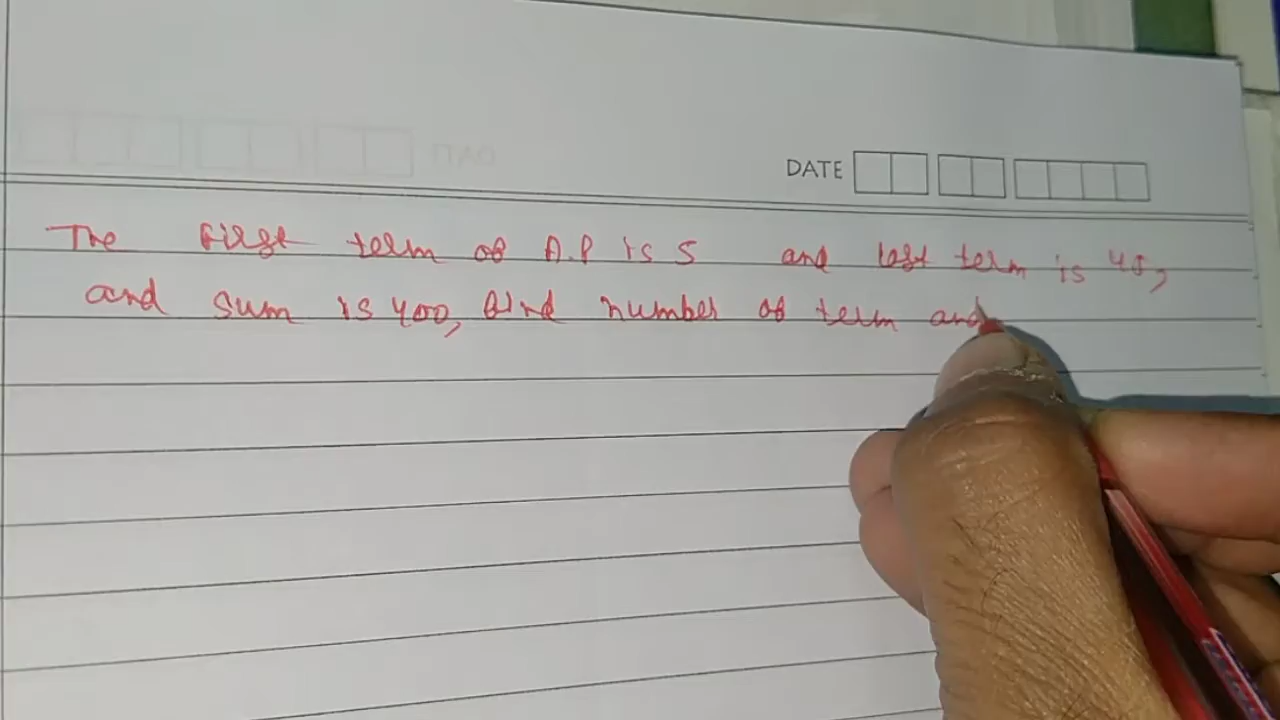 DATE
The first term of A.P is 5 and last term is 45,
and sum is 400, find number of term and